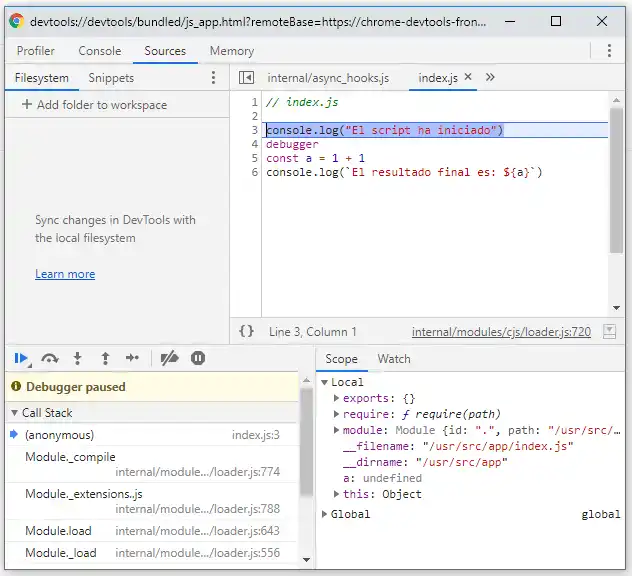 devtools://devtools/bundled/js_app.html?remoteBase=https://chrome-devtools-fron...
Profiler Console Sources Memory
Filesystem Snippets internal/async_hooks.js index.js
Add folder to workspace
Sync changes in DevTools with
the local filesystem
Learn more
1 // index.js
2
3 console.log("El script ha iniciado")
4 debugger
5 const a = 1 + 1
6 console.log(`El resultado final es: ${a}`)
{} Line 3, Column 1 internal/modules/cjs/loader.js:720
Debugger paused
Call Stack
(anonymous) index.js:3
Module._compile
internal/module.../loader.js:774
Module._extensions..js
internal/module.../loader.js:788
Module.load internal/module.../loader.js:643
Module._load internal/module.../loader.js:556
Scope Watch
Local
exports: {}
require: ƒ require(path)
module: Module {id: ".", path: "/usr/src/...
__filename: "/usr/src/app/index.js"
__dirname: "/usr/src/app"
a: undefined
this: Object
Global global